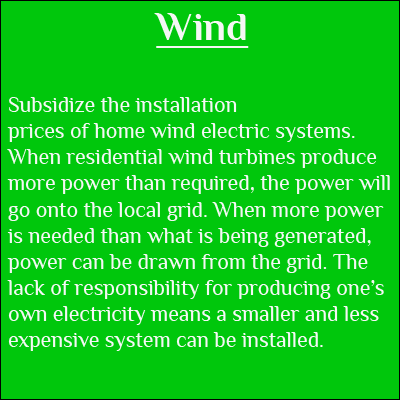 Wind
Subsidize the installation
prices of home wind electric systems.
When residential wind turbines produce
more power than required, the power will
go onto the local grid. When more power
is needed than what is being generated,
power can be drawn from the grid. The
lack of responsibility for producing one’s
own electricity means a smaller and less
expensive system can be installed.